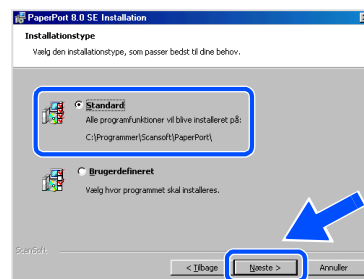 PaperPort 8.0 SE Installation
Installationstype
Vælg den installationstype, som passer bedst til dine behov.
Standard
Alle programfunktioner vil blive installeret på:
C:\Programmer\Scansoft\PaperPort\
Brugerdefineret
Vælg hvor programmet skal installeres.
ScanSoft
< Tilbage
Næste >
Annuller